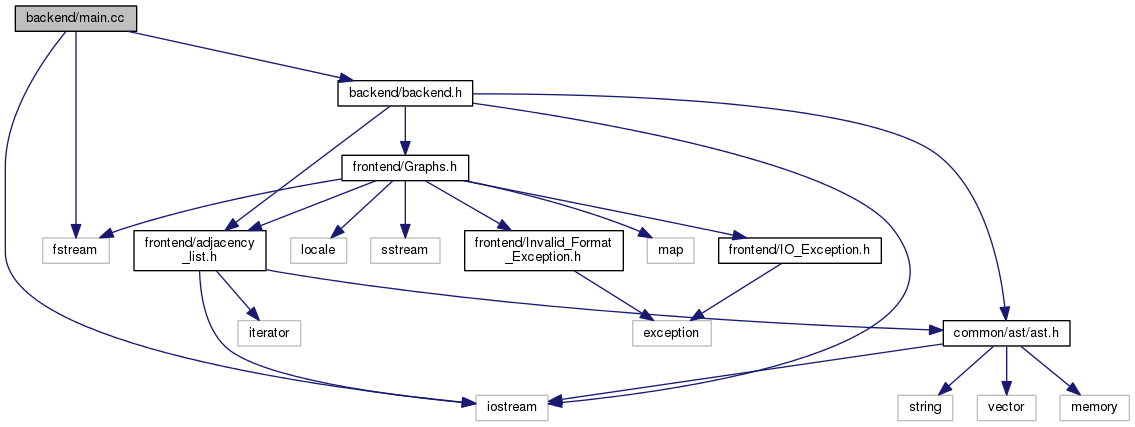 backend/main.cc
backend/backend.h
frontend/Graphs.h
fstream
frontend/adjacency
_list.h
locale
sstream
frontend/Invalid_Format
_Exception.h
map
frontend/IO_Exception.h
iterator
exception
common/ast/ast.h
iostream
string
vector
memory